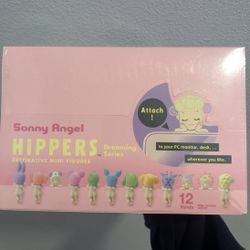 Attach!
to your PC monitor, desk, ...
wherever you like.
Sonny Angel
HIPPERS
Dreaming
Series
DECORATIVE MINI FIGURES
12